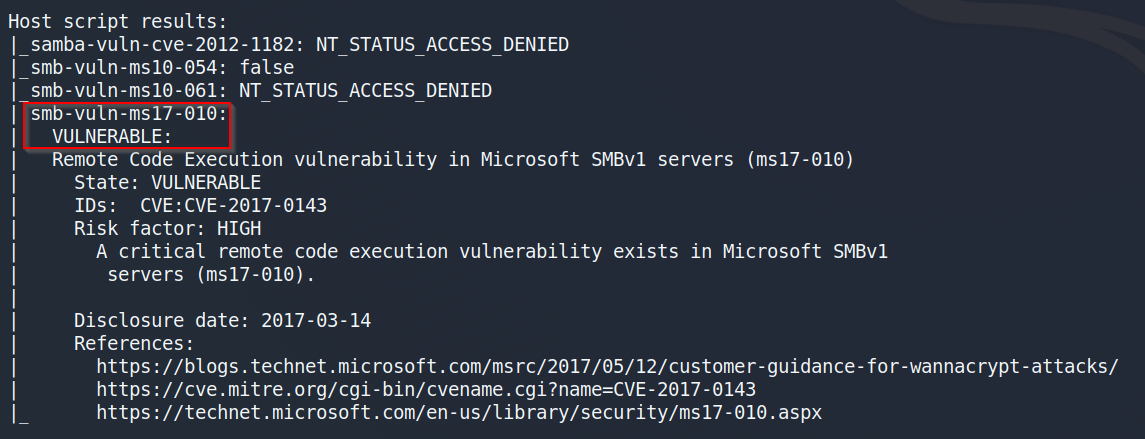 Host script results:
|_samba-vuln-cve-2012-1182: NT_STATUS_ACCESS_DENIED
|_smb-vuln-ms10-054: false
|_smb-vuln-ms10-061: NT_STATUS_ACCESS_DENIED
| smb-vuln-ms17-010:
|   VULNERABLE:
|   Remote Code Execution vulnerability in Microsoft SMBv1 servers (ms17-010)
|     State: VULNERABLE
|     IDs:  CVE:CVE-2017-0143
|     Risk factor: HIGH
|       A critical remote code execution vulnerability exists in Microsoft SMBv1
|        servers (ms17-010).
|
|     Disclosure date: 2017-03-14
|     References:
|       https://blogs.technet.microsoft.com/msrc/2017/05/12/customer-guidance-for-wannacrypt-attacks/
|       https://cve.mitre.org/cgi-bin/cvename.cgi?name=CVE-2017-0143
|_      https://technet.microsoft.com/en-us/library/security/ms17-010.aspx